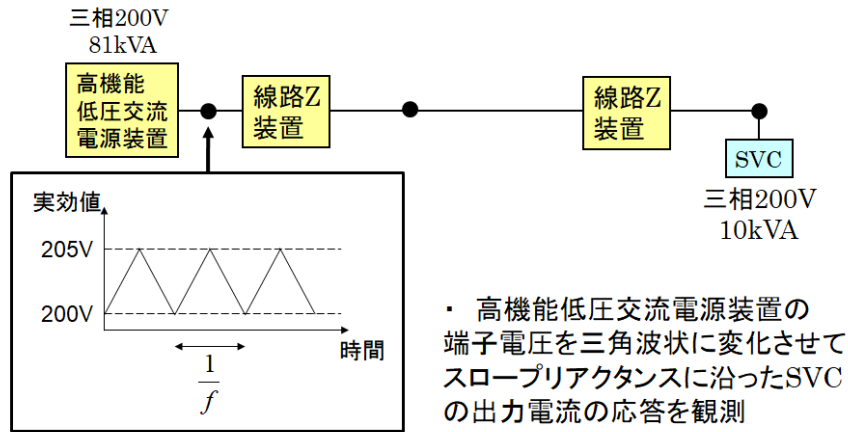 三相200V
81kVA
高機能
低圧交流
電源装置
線路Z
装置
線路Z
装置
SVC
三相200V
10kVA
実効値
205V
200V
時間
1
f
・ 高機能低圧交流電源装置の
端子電圧を三角波状に変化させて
スロープリアクタンスに沿ったSVC
の出力電流の応答を観測